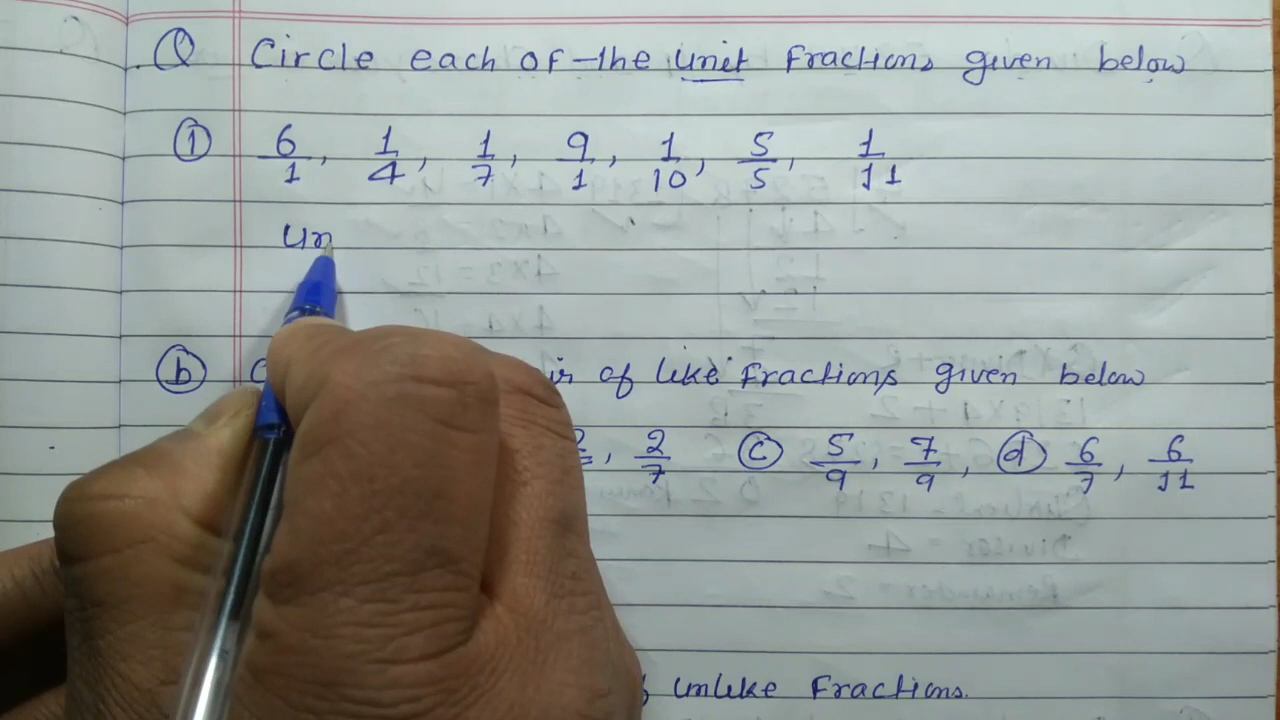 Q Circle each of the unit fractions given below
① 6/1, 1/4, 1/7, 9/1, 1/10, 5/5, 1/11
un
ⓑ of like fractions given below
2/7 ⓒ 5/9, 7/9, ⓓ 6/7, 6/11
unlike fractions.